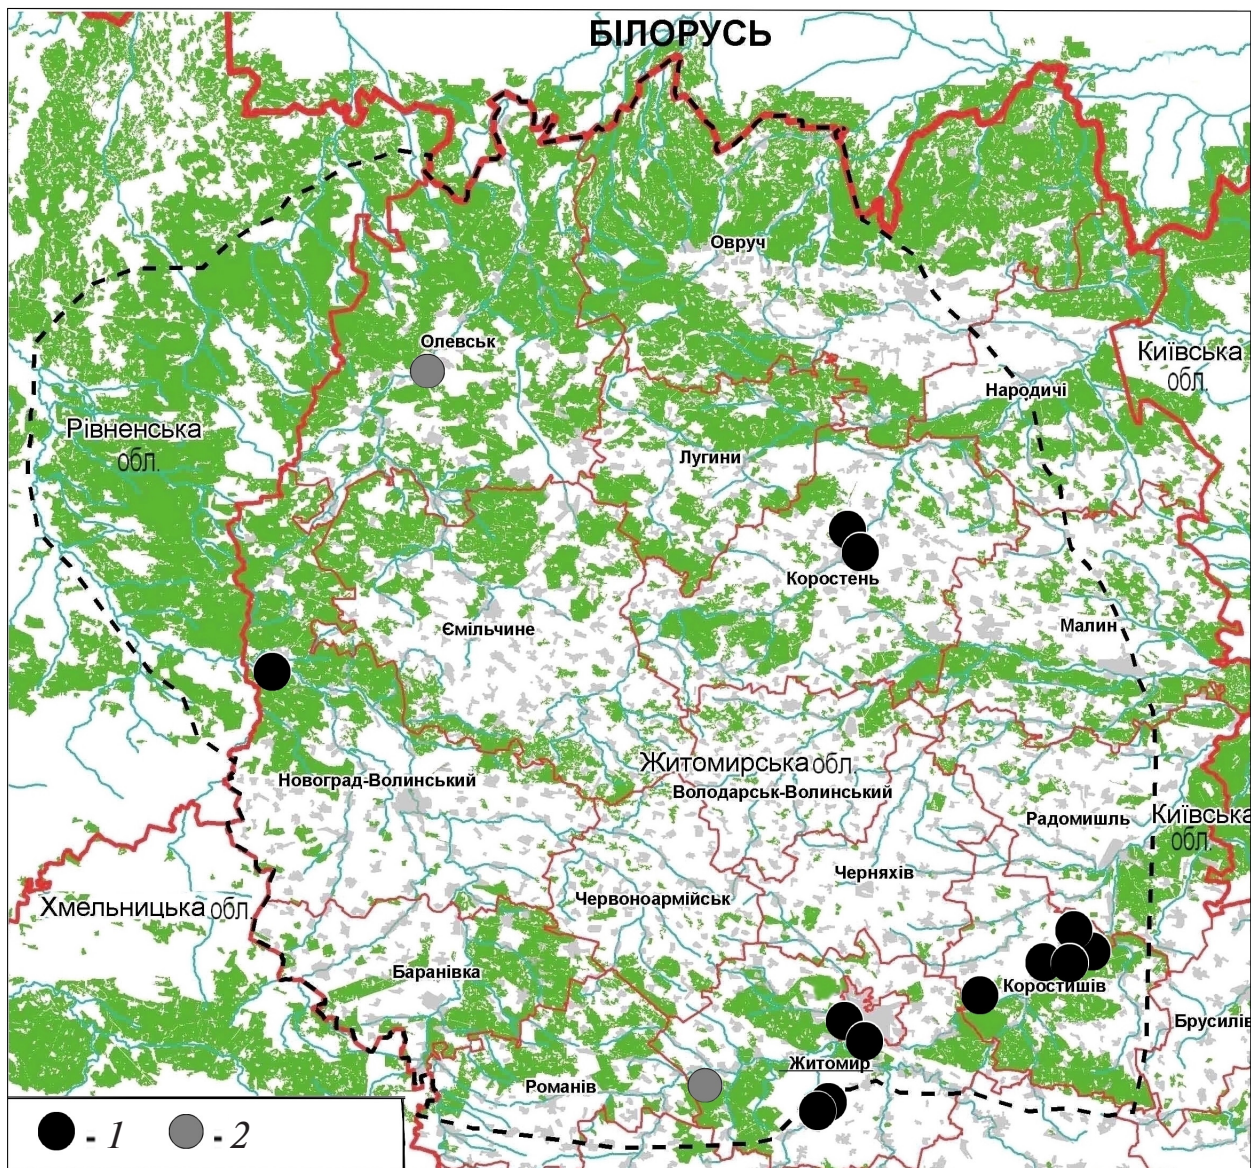 БІЛОРУСЬ
Овруч
Олевськ
Київська
обл.
Народичі
Рівненська
обл.
Лугини
Коростень
Ємільчине
Малин
Житомирська обл.
Новоград-Волинський
Володарськ-Волинський
Радомишль
Київська
обл.
Черняхів
Червоноармійськ
Хмельницька обл.
Баранівка
Коростишів
Брусилів
Житомир
Романів
- 1
- 2